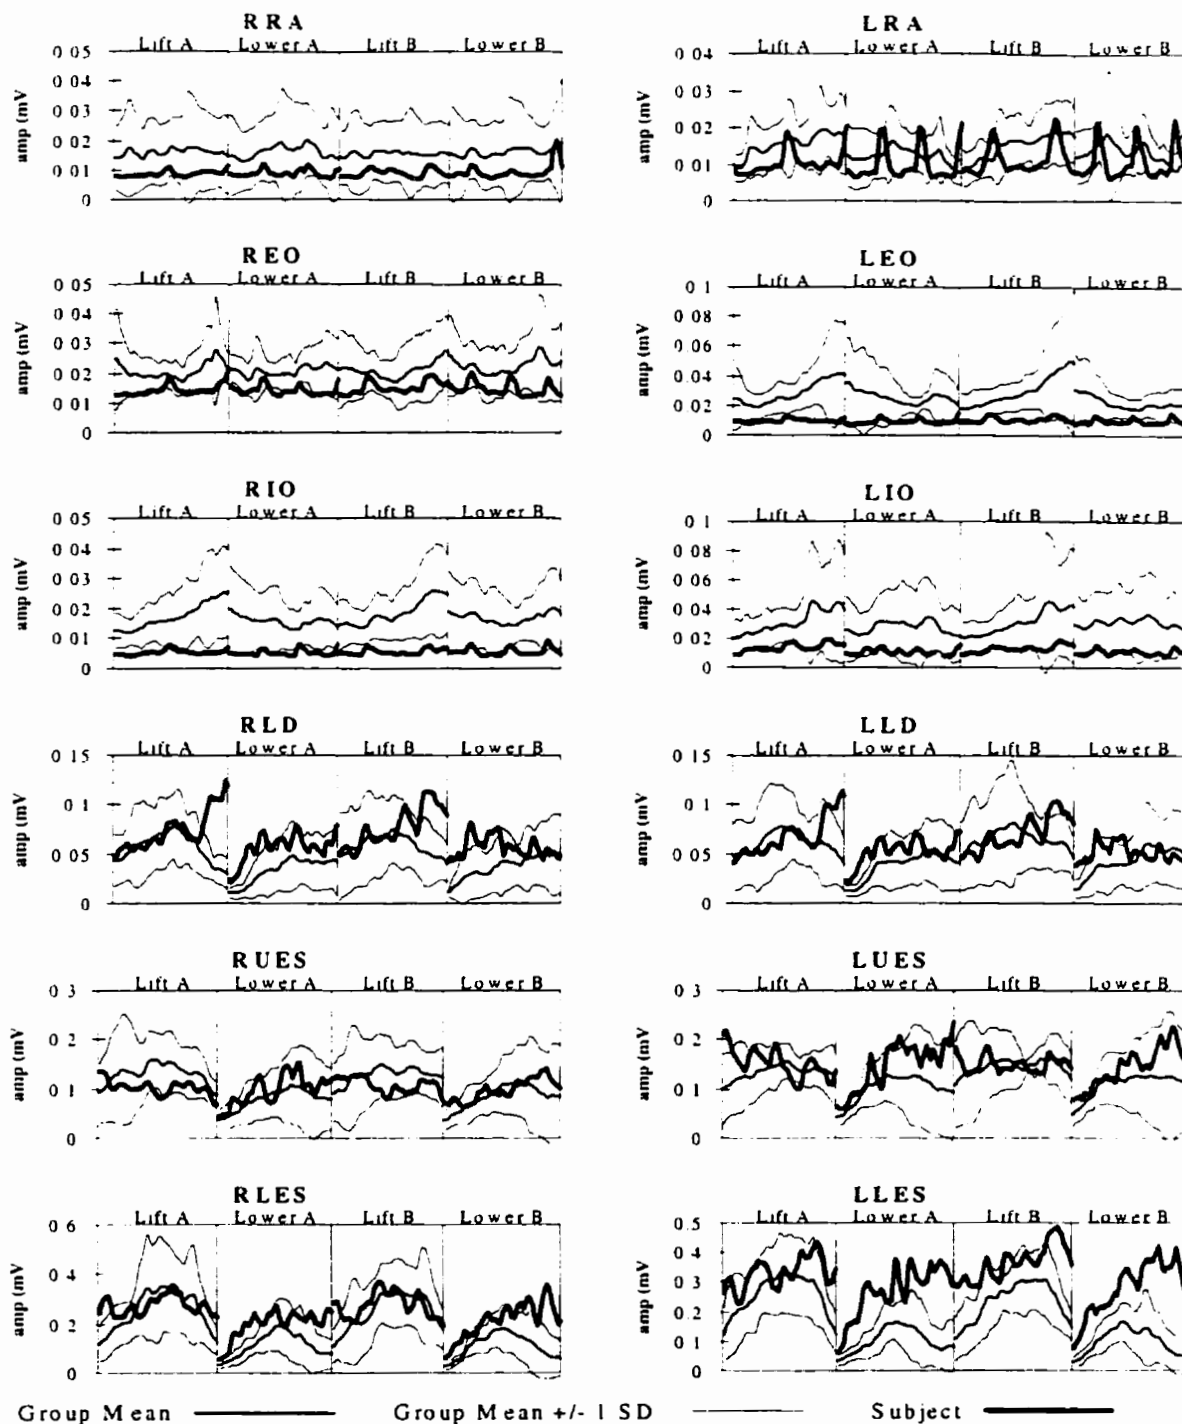 RRA
Lift A Lower A Lift B Lower B
amp (mV
0 05
0 04
0 03
0 02
0 01
0
LRA
Lift A Lower A Lift B Lower B
amp (mV
0 04
0 03
0 02
0 01
0
REO
Lift A Lower A Lift B Lower B
amp (mV
0 05
0 04
0 03
0 02
0 01
0
LEO
Lift A Lower A Lift B Lower B
amp (mV
0 1
0 08
0 06
0 04
0 02
0
RIO
Lift A Lower A Lift B Lower B
amp (mV
0 05
0 04
0 03
0 02
0 01
0
LIO
Lift A Lower A Lift B Lower B
amp (mV
0 1
0 08
0 06
0 04
0 02
0
RLD
Lift A Lower A Lift B Lower B
amp (mV
0 15
0 1
0 05
0
LLD
Lift A Lower A Lift B Lower B
amp (mV
0 15
0 1
0 05
0
RUES
Lift A Lower A Lift B Lower B
amp (mV
0 3
0 2
0 1
0
LUES
Lift A Lower A Lift B Lower B
amp (mV
0 3
0 2
0 1
0
RLES
Lift A Lower A Lift B Lower B
amp (mV
0 6
0 4
0 2
0
LLES
Lift A Lower A Lift B Lower B
amp (mV
0.5
0.4
0.3
0.2
0.1
0
Group Mean Group Mean +/- 1 SD Subject